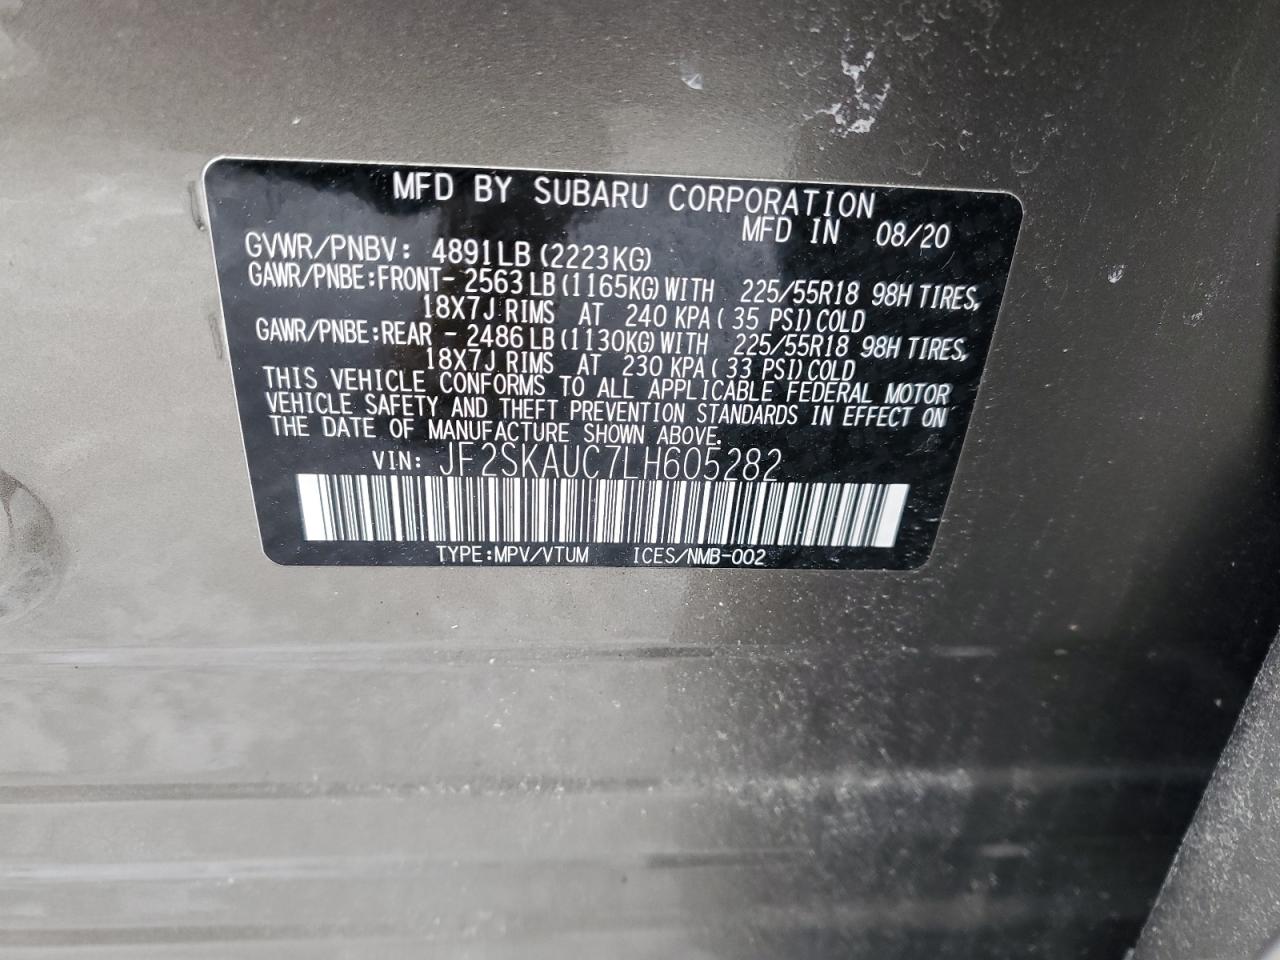 MFD BY SUBARU CORPORATION
MFD IN 08/20
GVWR/PNBV: 4891LB(2223KG)
GAWR/PNBE:FRONT- 2563LB(1165KG)WITH 225/55R18 98H TIRES,
18X7J RIMS AT 240 KPA( 35 PSI)COLD
GAWR/PNBE:REAR - 2486LB(1130KG)WITH 225/55R18 98H TIRES,
18X7J RIMS AT 230 KPA( 33 PSI)COLD
THIS VEHICLE CONFORMS TO ALL APPLICABLE FEDERAL MOTOR
VEHICLE SAFETY AND THEFT PREVENTION STANDARDS IN EFFECT ON
THE DATE OF MANUFACTURE SHOWN ABOVE.
VIN: JF2SKAUC7LH605282
TYPE:MPV/VTUM ICES/NMB-002